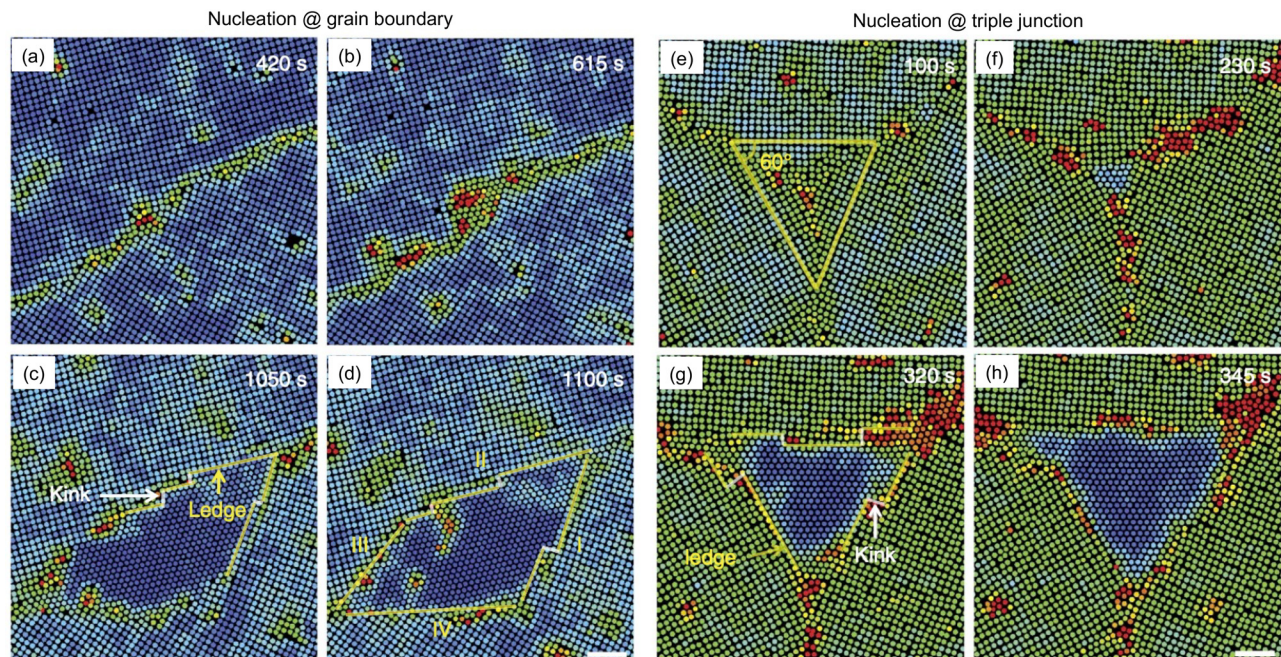 Nucleation @ grain boundary
Nucleation @ triple junction
(a)
420 s
(b)
615 s
(e)
100 s
60°
(f)
230 s
(c)
1050 s
Kink
Ledge
(d)
1100 s
II
III
I
IV
(g)
320 s
ledge
Kink
(h)
345 s